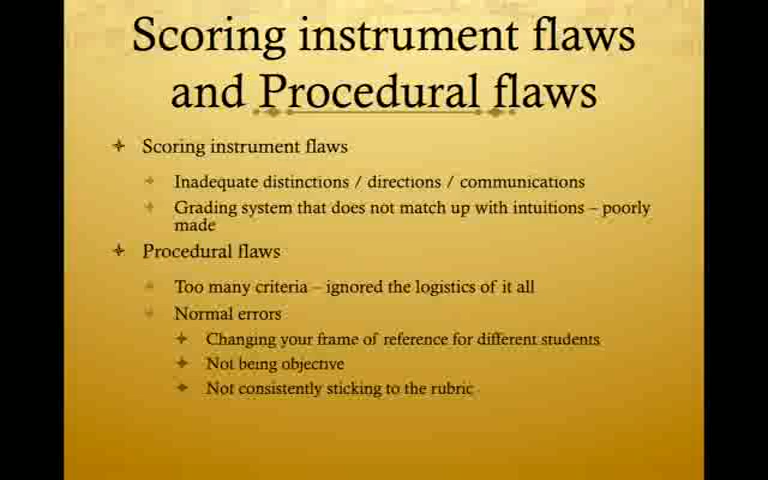 Scoring instrument flaws
and Procedural flaws
Scoring instrument flaws
Inadequate distinctions / directions / communications
Grading system that does not match up with intuitions – poorly
made
Procedural flaws
Too many criteria – ignored the logistics of it all
Normal errors
Changing your frame of reference for different students
Not being objective
Not consistently sticking to the rubric